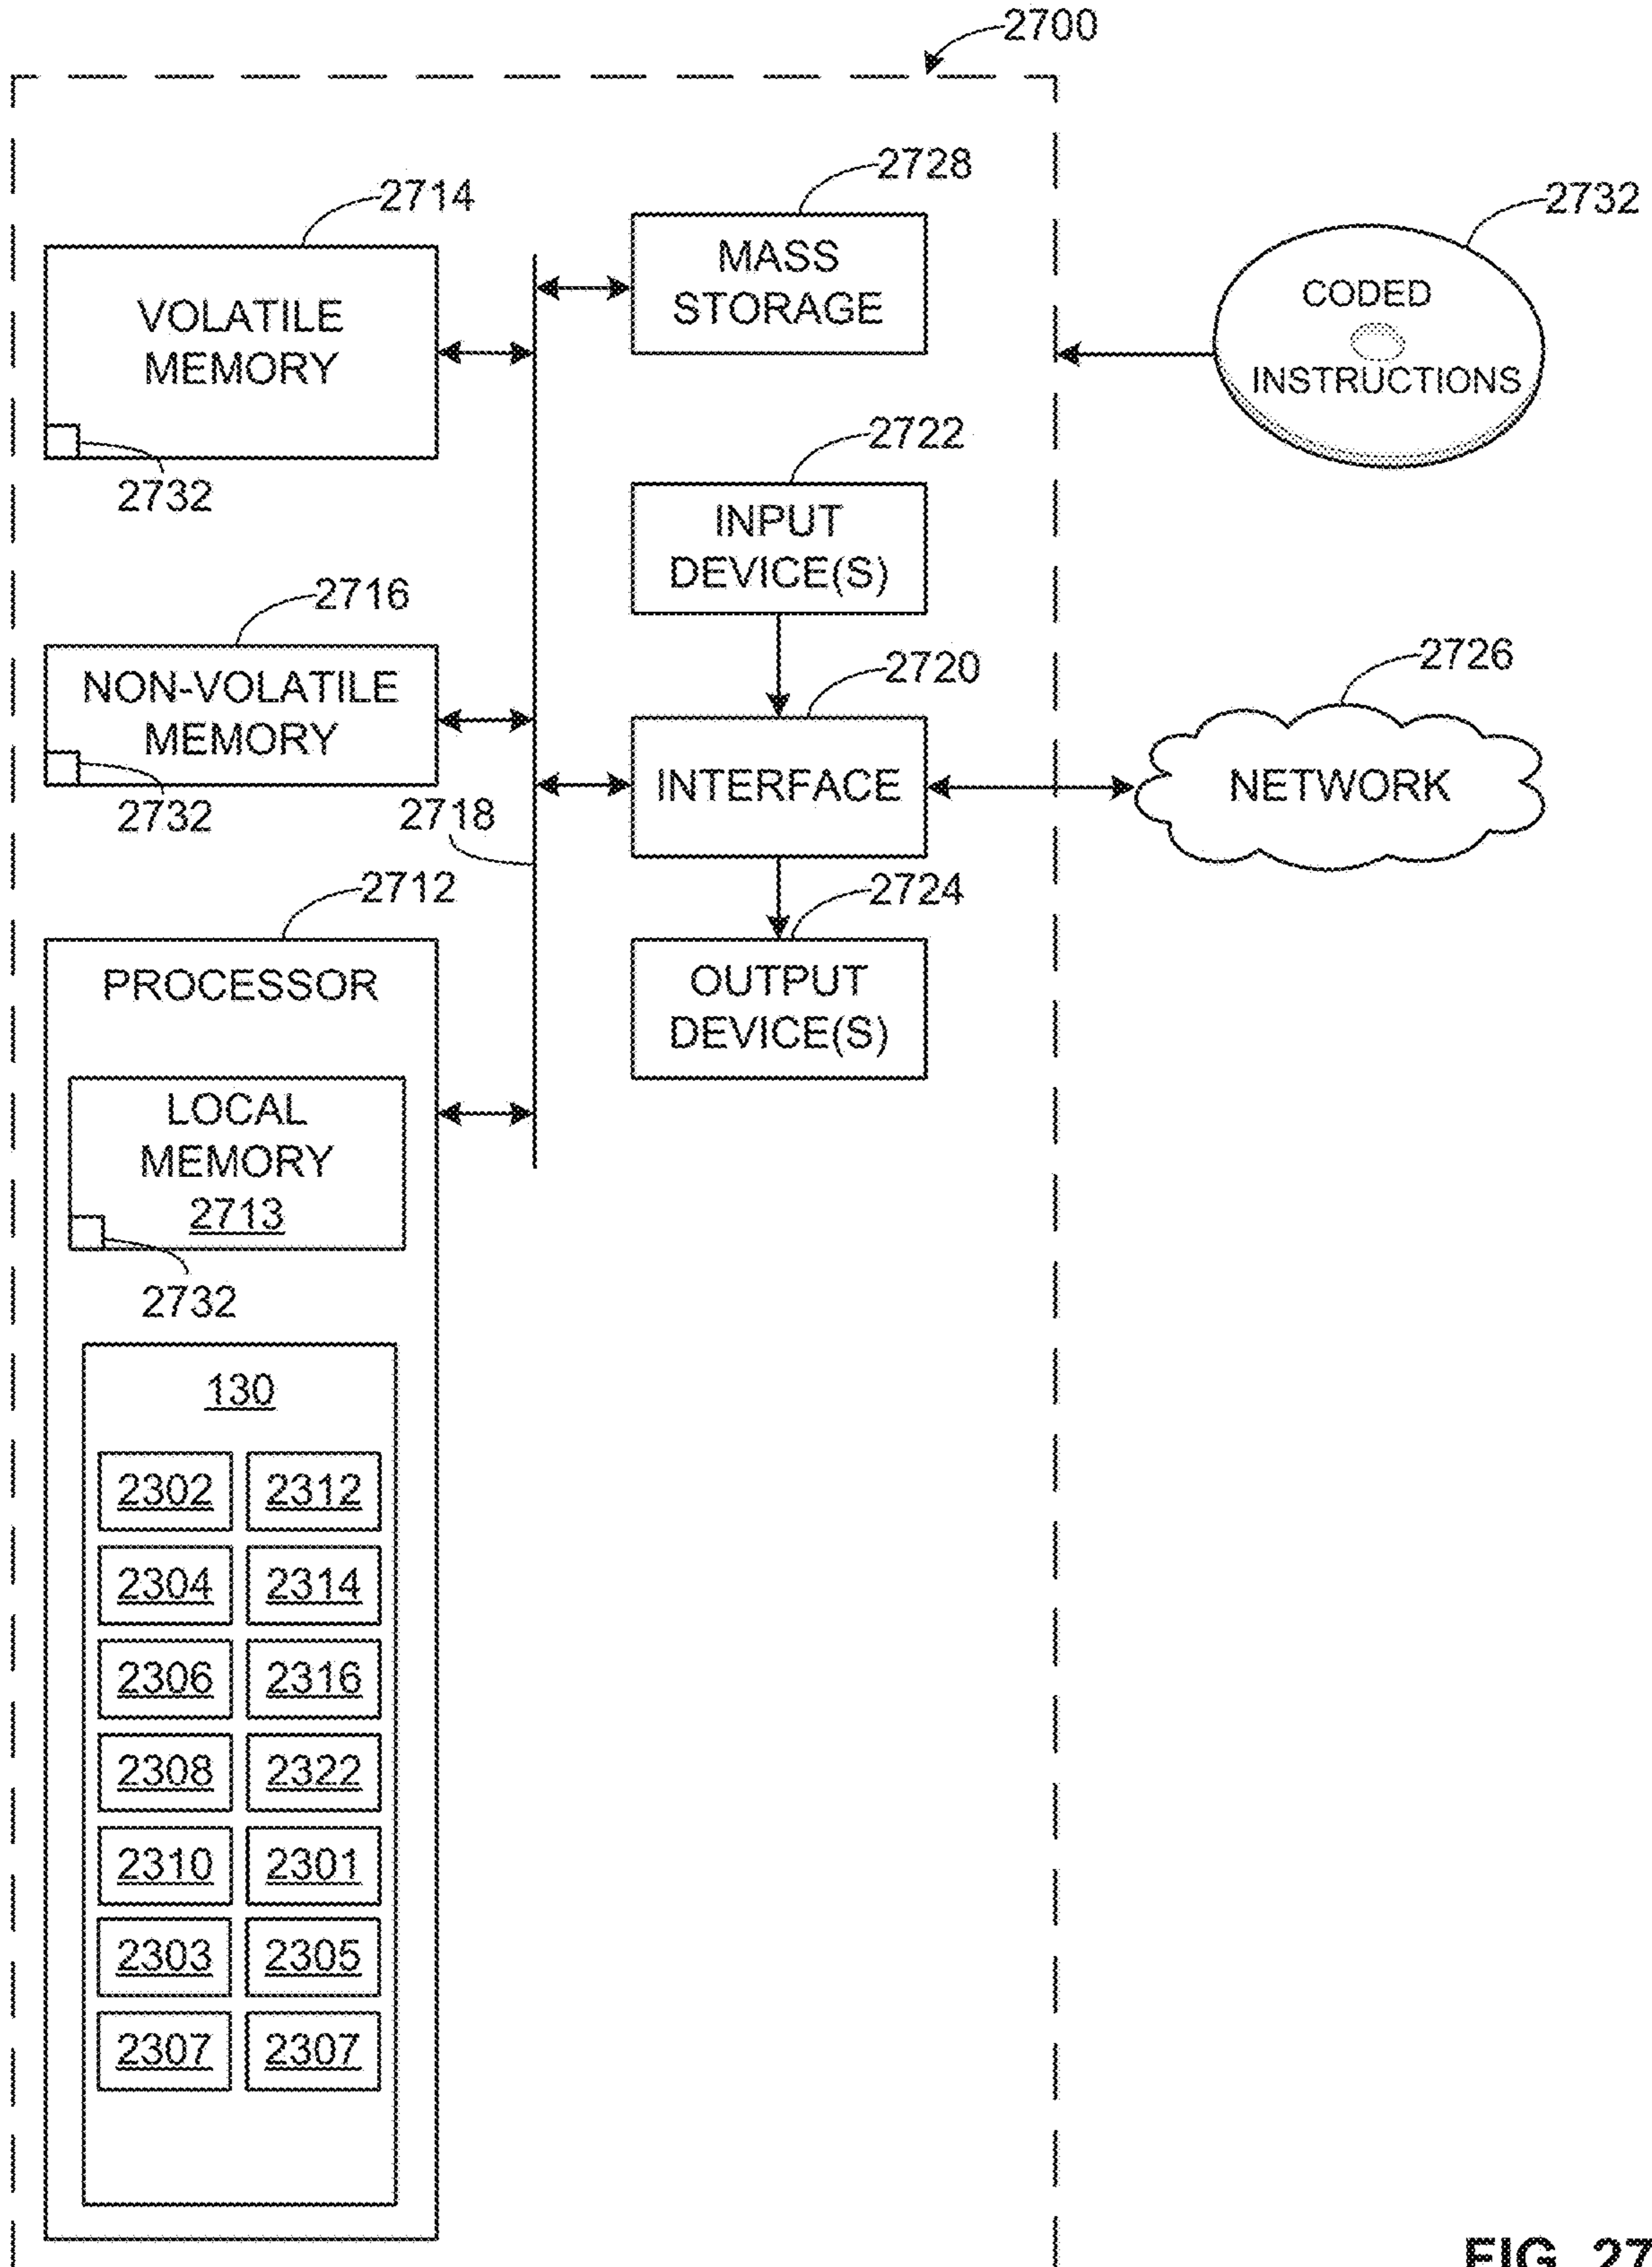 2700
2728
2714
2732
MASS
STORAGE
VOLATILE
MEMORY
CODED
INSTRUCTIONS
2732
2722
INPUT
DEVICE(S)
2716
2720
2726
NON-VOLATILE
MEMORY
2732
2718
INTERFACE
NETWORK
2712
2724
PROCESSOR
OUTPUT
DEVICE(S)
LOCAL
MEMORY
2713
2732
130
2302 2312
2304 2314
2306 2316
2308 2322
2310 2301
2303 2305
2307 2307
FIG. 27